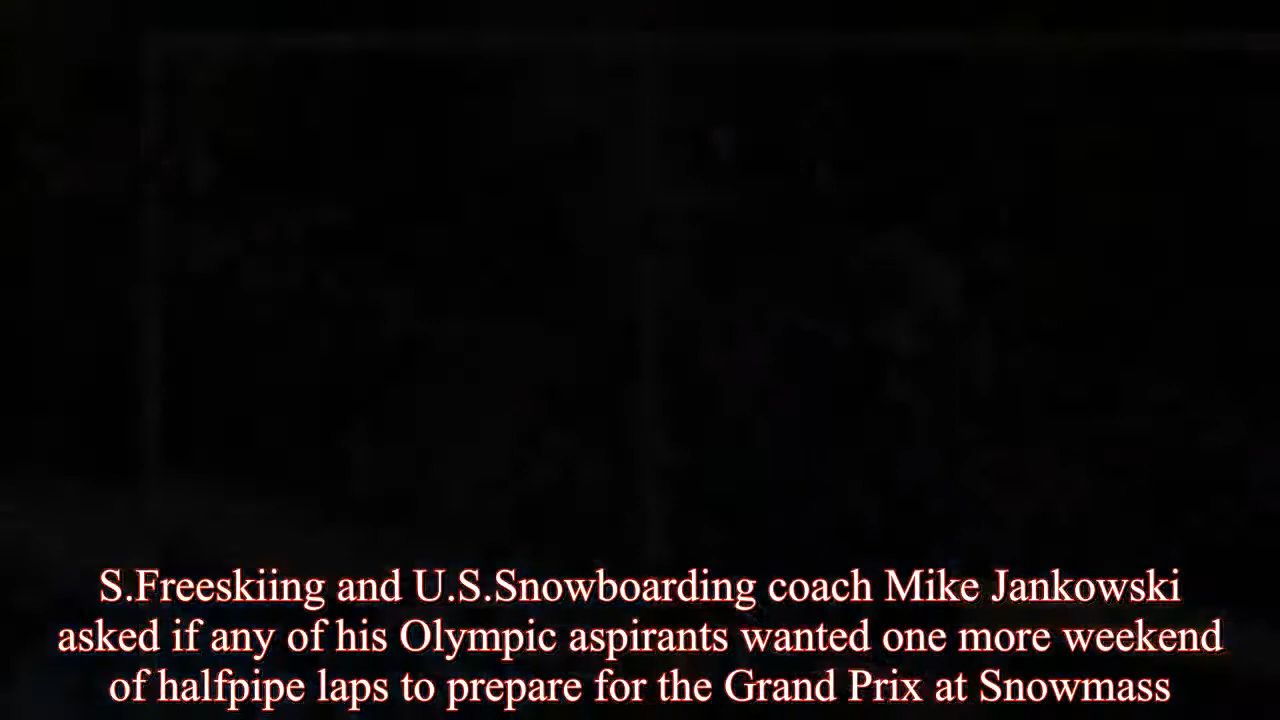 S.Freeskiing and U.S.Snowboarding coach Mike Jankowski
asked if any of his Olympic aspirants wanted one more weekend
of halfpipe laps to prepare for the Grand Prix at Snowmass